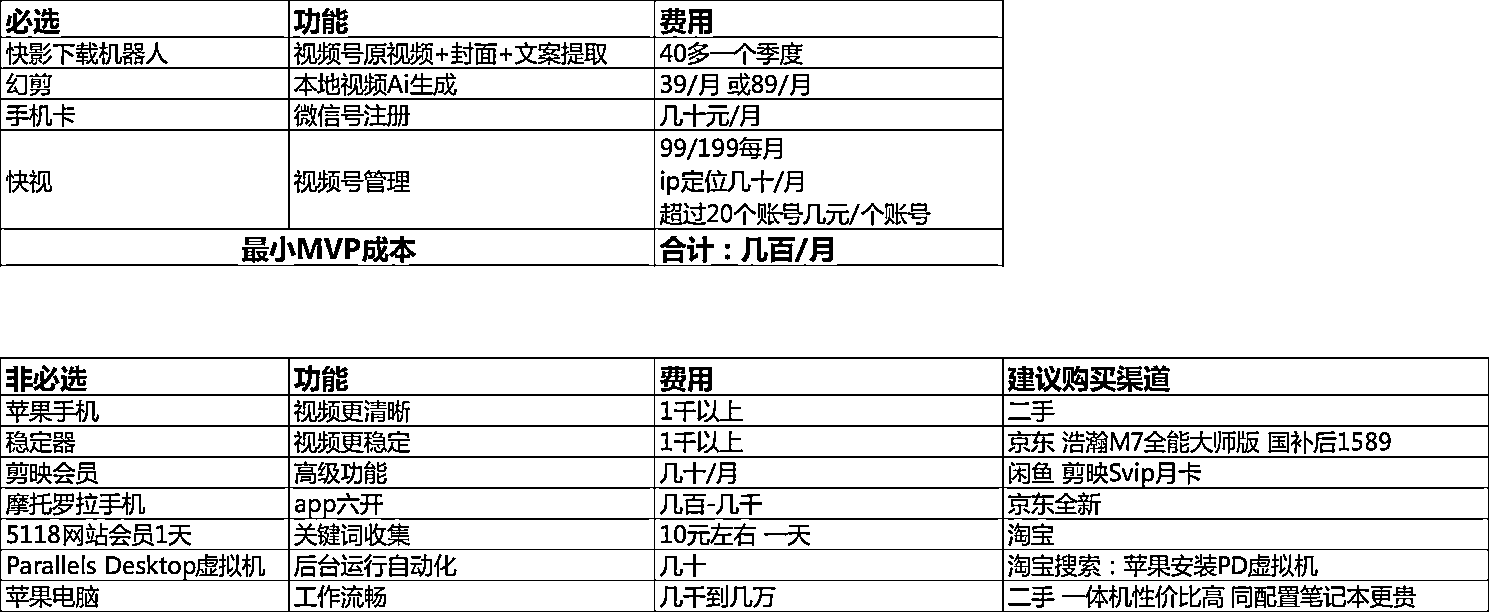 必选 功能 费用
快影下载机器人 视频号原视频+封面+文案提取 40多一个季度
幻剪 本地视频Ai生成 39/月 或89/月
手机卡 微信号注册 几十元/月
快视 视频号管理 99/199每月
ip定位几十/月
超过20个账号几元/个账号
最小MVP成本 合计：几百/月
非必选 功能 费用 建议购买渠道
苹果手机 视频更清晰 1千以上 二手
稳定器 视频更稳定 1千以上 京东 浩瀚M7全能大师版 国补后1589
剪映会员 高级功能 几十/月 闲鱼 剪映Svip月卡
摩托罗拉手机 app六开 几百-几千 京东全新
5118网站会员1天 关键词收集 10元左右 一天 淘宝
Parallels Desktop虚拟机 后台运行自动化 几十 淘宝搜索：苹果安装PD虚拟机
苹果电脑 工作流畅 几千到几万 二手 一体机性价比高 同配置笔记本更贵